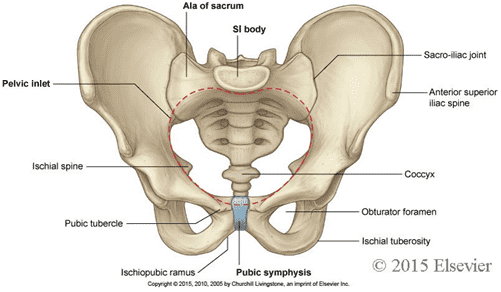 Ala of sacrum
SI body
Sacro-iliac joint
Pelvic inlet
Anterior superior
iliac spine
Ischial spine
Coccyx
Pubic tubercle
Obturator foramen
Ischial tuberosity
Ischiopubic ramus
Pubic symphysis
© 2015 Elsevier
Copyright © 2015, 2010, 2005 by Churchill Livingstone, an imprint of Elsevier Inc.